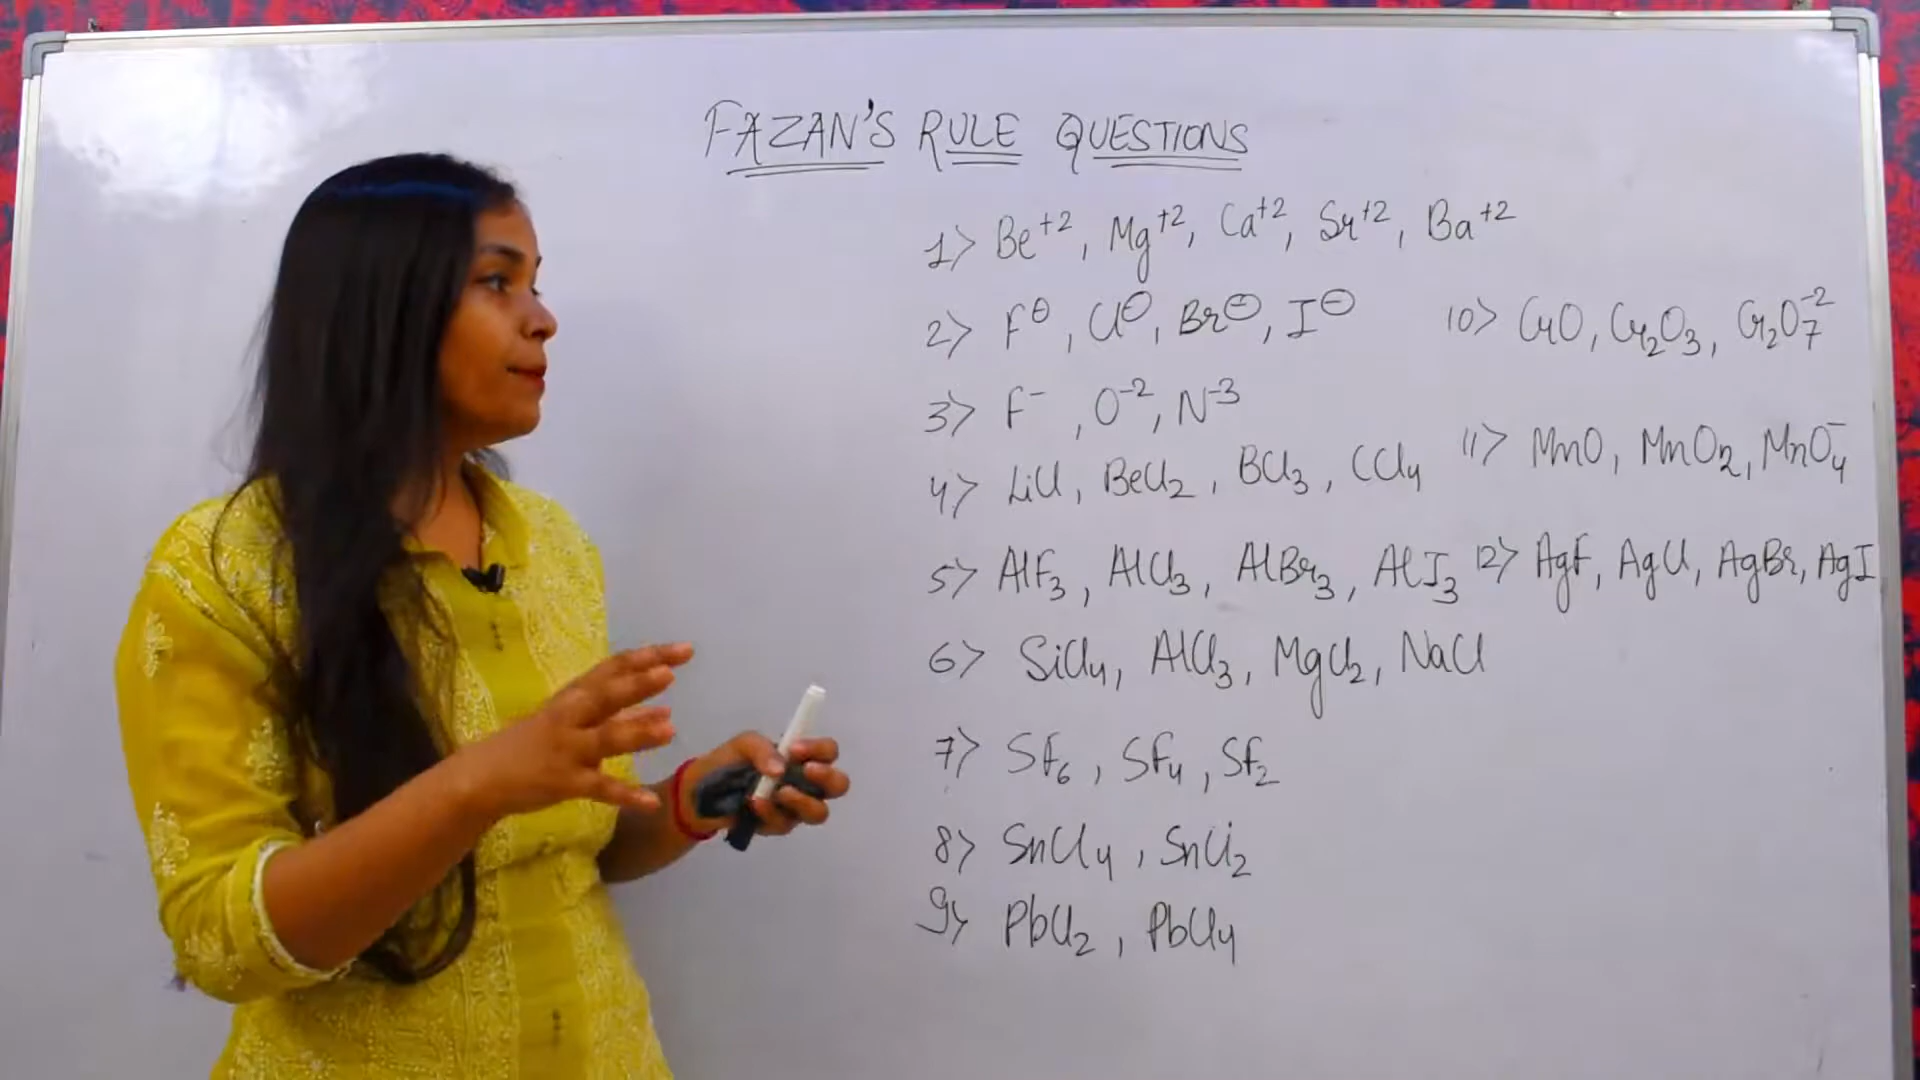 FAZAN'S RULE QUESTIONS
1> Be+2, Mg+2, Ca+2, Sr+2, Ba+2
2> F⊖, Cl⊖, Br⊖, I⊖
3> F-, O-2, N-3
4> LiCl, BeCl2, BCl3, CCl4
5> AlF3, AlCl3, AlBr3, AlI3
6> SiCl4, AlCl3, MgCl2, NaCl
7> SF6, SF4, SF2
8> SnCl4, SnCl2
9> PbCl2, PbCl4
10> CrO, Cr2O3, Cr2O7-2
11> MnO, MnO2, MnO4-
12> AgF, AgCl, AgBr, AgI